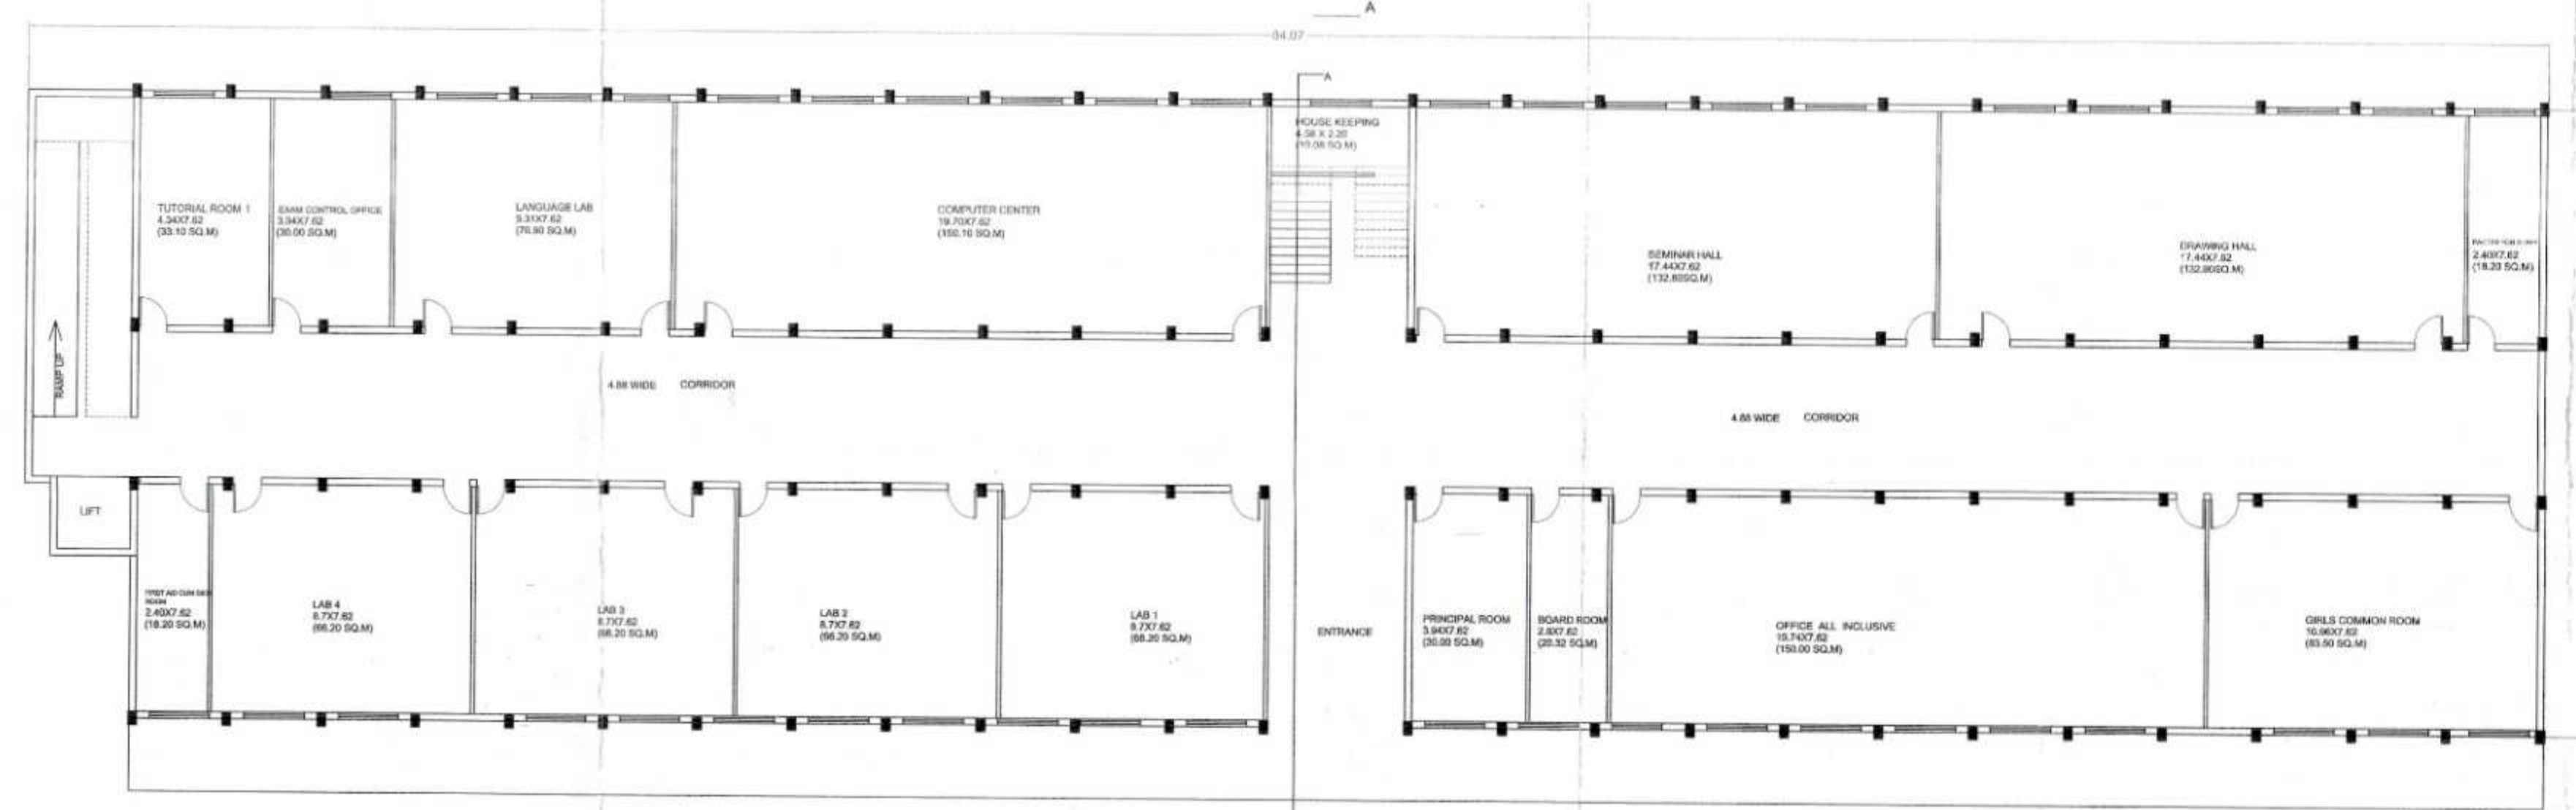 A
84.07
A
HOUSE KEEPING
4.58 X 2.20
(10.08 SQ.M)
TUTORIAL ROOM 1
4.34X7.62
(33.10 SQ.M)
EXAM CONTROL OFFICE
3.94X7.62
(30.00 SQ.M)
LANGUAGE LAB
9.31X7.62
(70.90 SQ.M)
COMPUTER CENTER
19.70X7.62
(150.10 SQ.M)
SEMINAR HALL
17.44X7.62
(132.80SQ.M)
DRAWING HALL
17.44X7.62
(132.80SQ.M)
2.40X7.62
(18.20 SQ.M)
RAMP UP
4.88 WIDE CORRIDOR
4.88 WIDE CORRIDOR
LIFT
FIRST AID CUM SICK
ROOM
2.40X7.62
(18.20 SQ.M)
LAB 4
8.7X7.62
(66.20 SQ.M)
LAB 3
8.7X7.62
(66.20 SQ.M)
LAB 2
8.7X7.62
(66.20 SQ.M)
LAB 1
8.7X7.62
(66.20 SQ.M)
ENTRANCE
PRINCIPAL ROOM
3.94X7.62
(30.00 SQ.M)
BOARD ROOM
(20.32 SQ.M)
OFFICE ALL INCLUSIVE
19.74X7.62
(150.00 SQ.M)
GIRLS COMMON ROOM
10.96X7.62
(83.50 SQ.M)